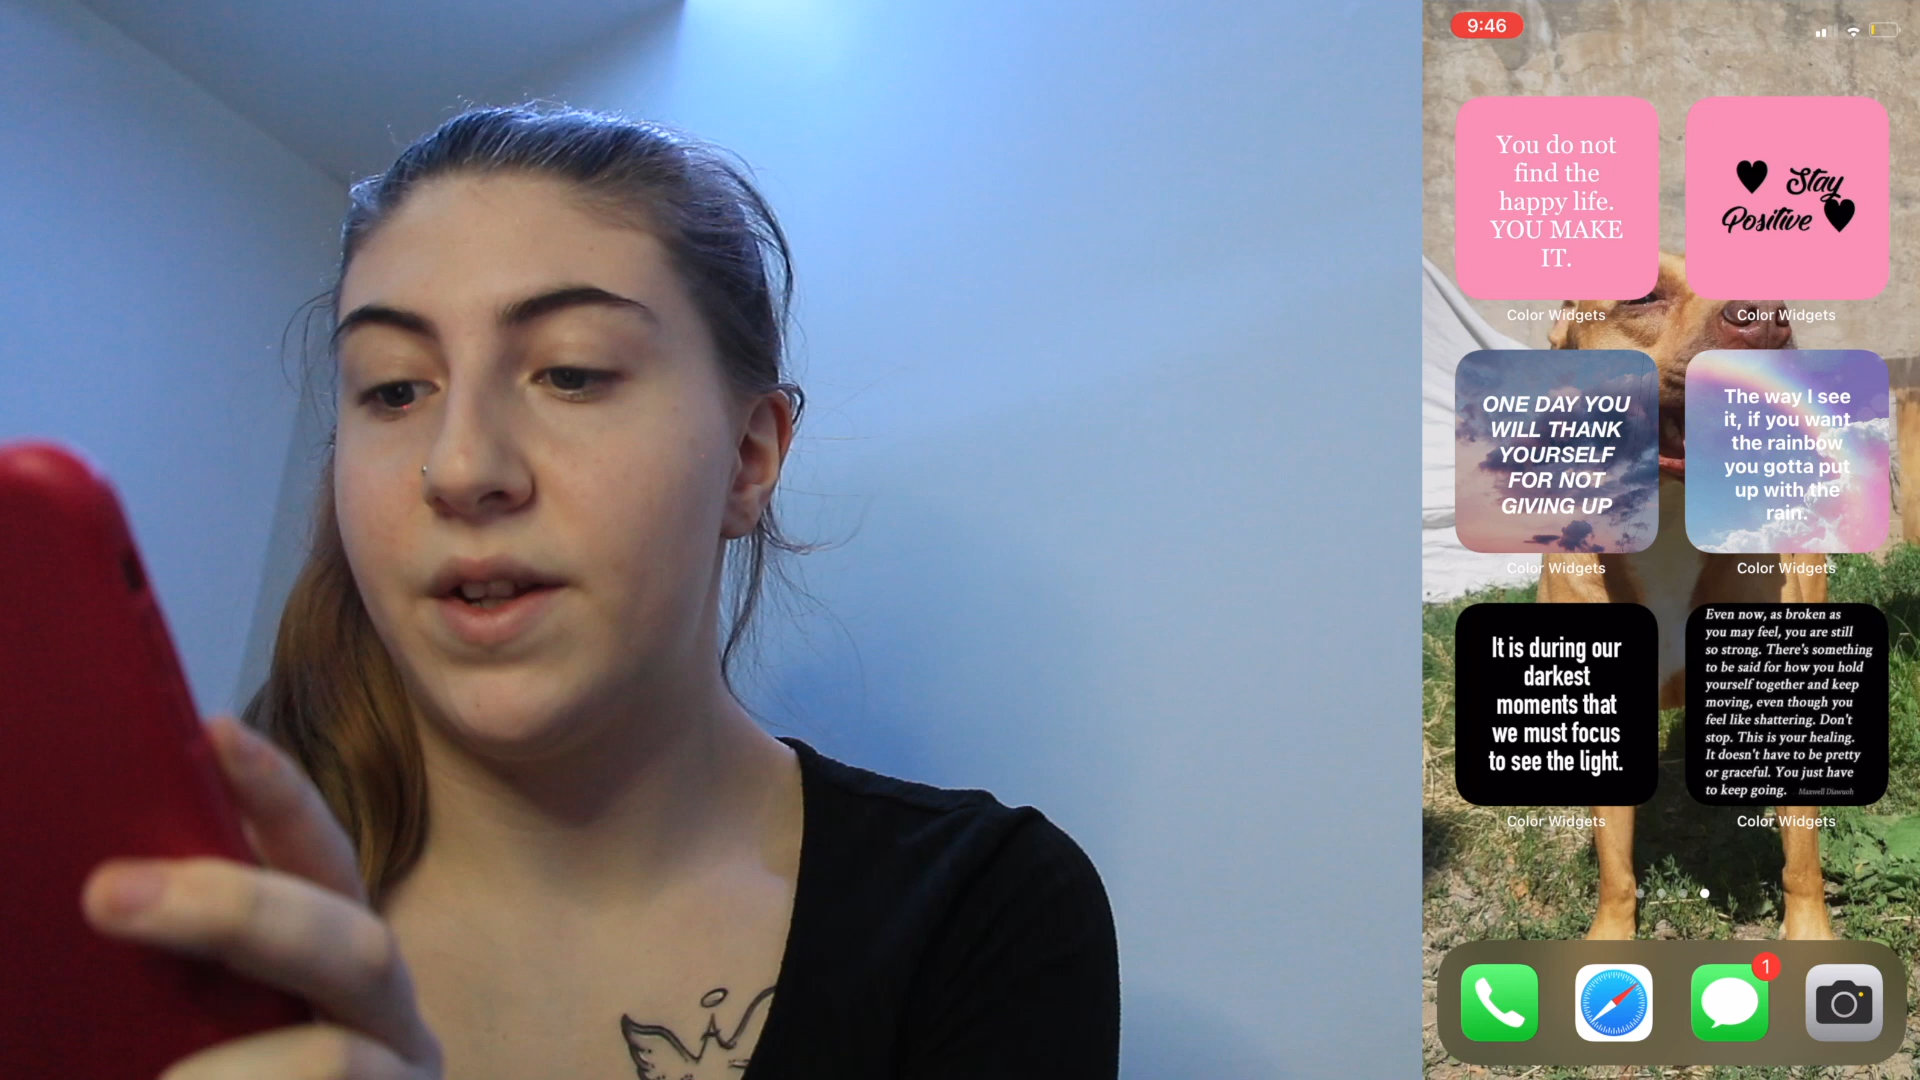 9:46
You do not
find the
happy life.
YOU MAKE
IT.
Stay
Positive
Color Widgets
Color Widgets
ONE DAY YOU
WILL THANK
YOURSELF
FOR NOT
GIVING UP
The way I see
it, if you want
the rainbow
you gotta put
up with the
rain.
Color Widgets
Color Widgets
It is during our
darkest
moments that
we must focus
to see the light.
Even now, as broken as
you may feel, you are still
so strong. There's something
to be said for how you hold
yourself together and keep
moving, even though you
feel like shattering. Don't
stop. This is your healing.
It doesn't have to be pretty
or graceful. You just have
to keep going. Maxwell Diawuoh
Color Widgets
Color Widgets
1
A